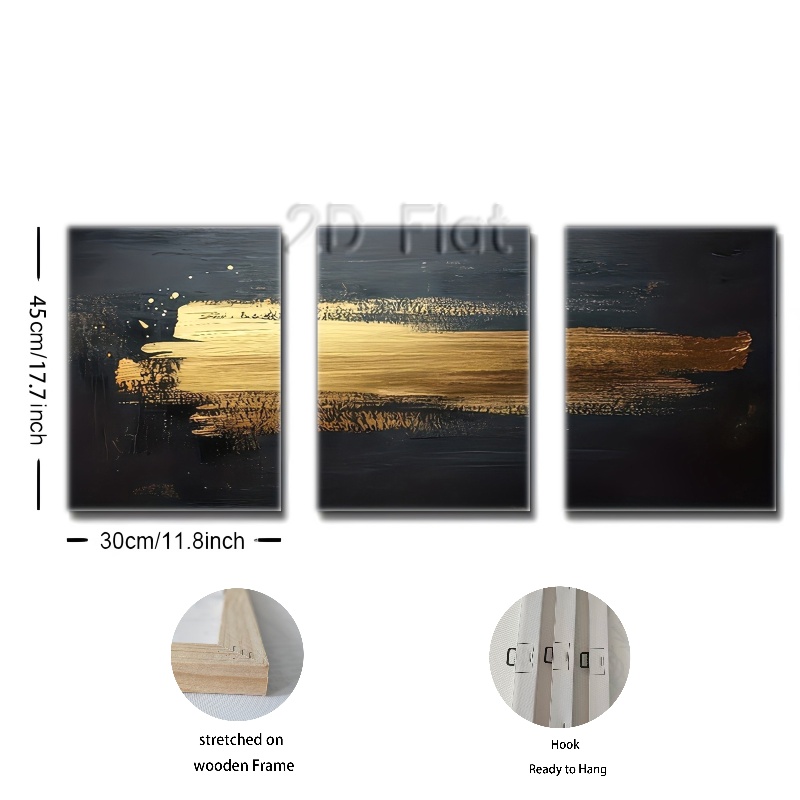 2D Flat
45cm/17.7inch
30cm/11.8inch
stretched on
wooden Frame
Hook
Ready to Hang